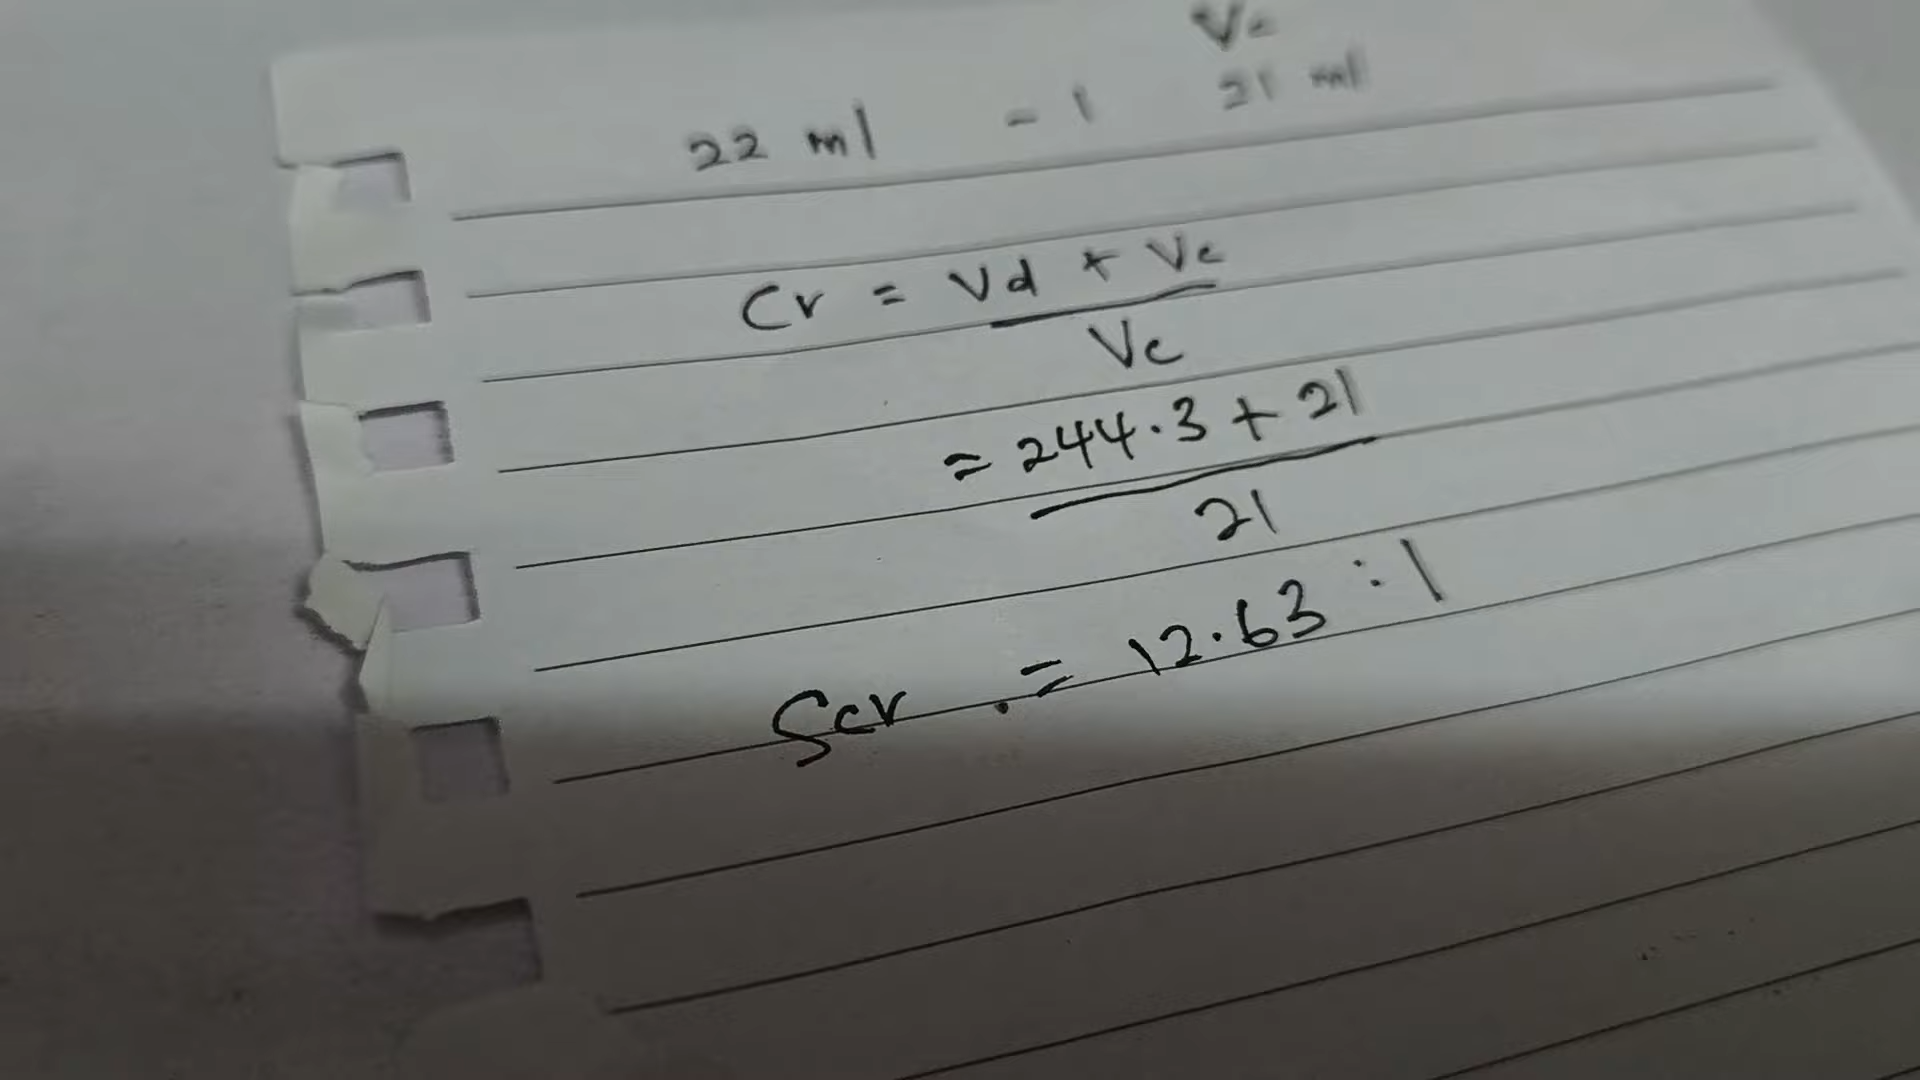 Vc
22 ml - 1 21 ml
Cr = Vd + Vc
Vc
= 244.3 + 21
21
Scr . = 12.63 : 1